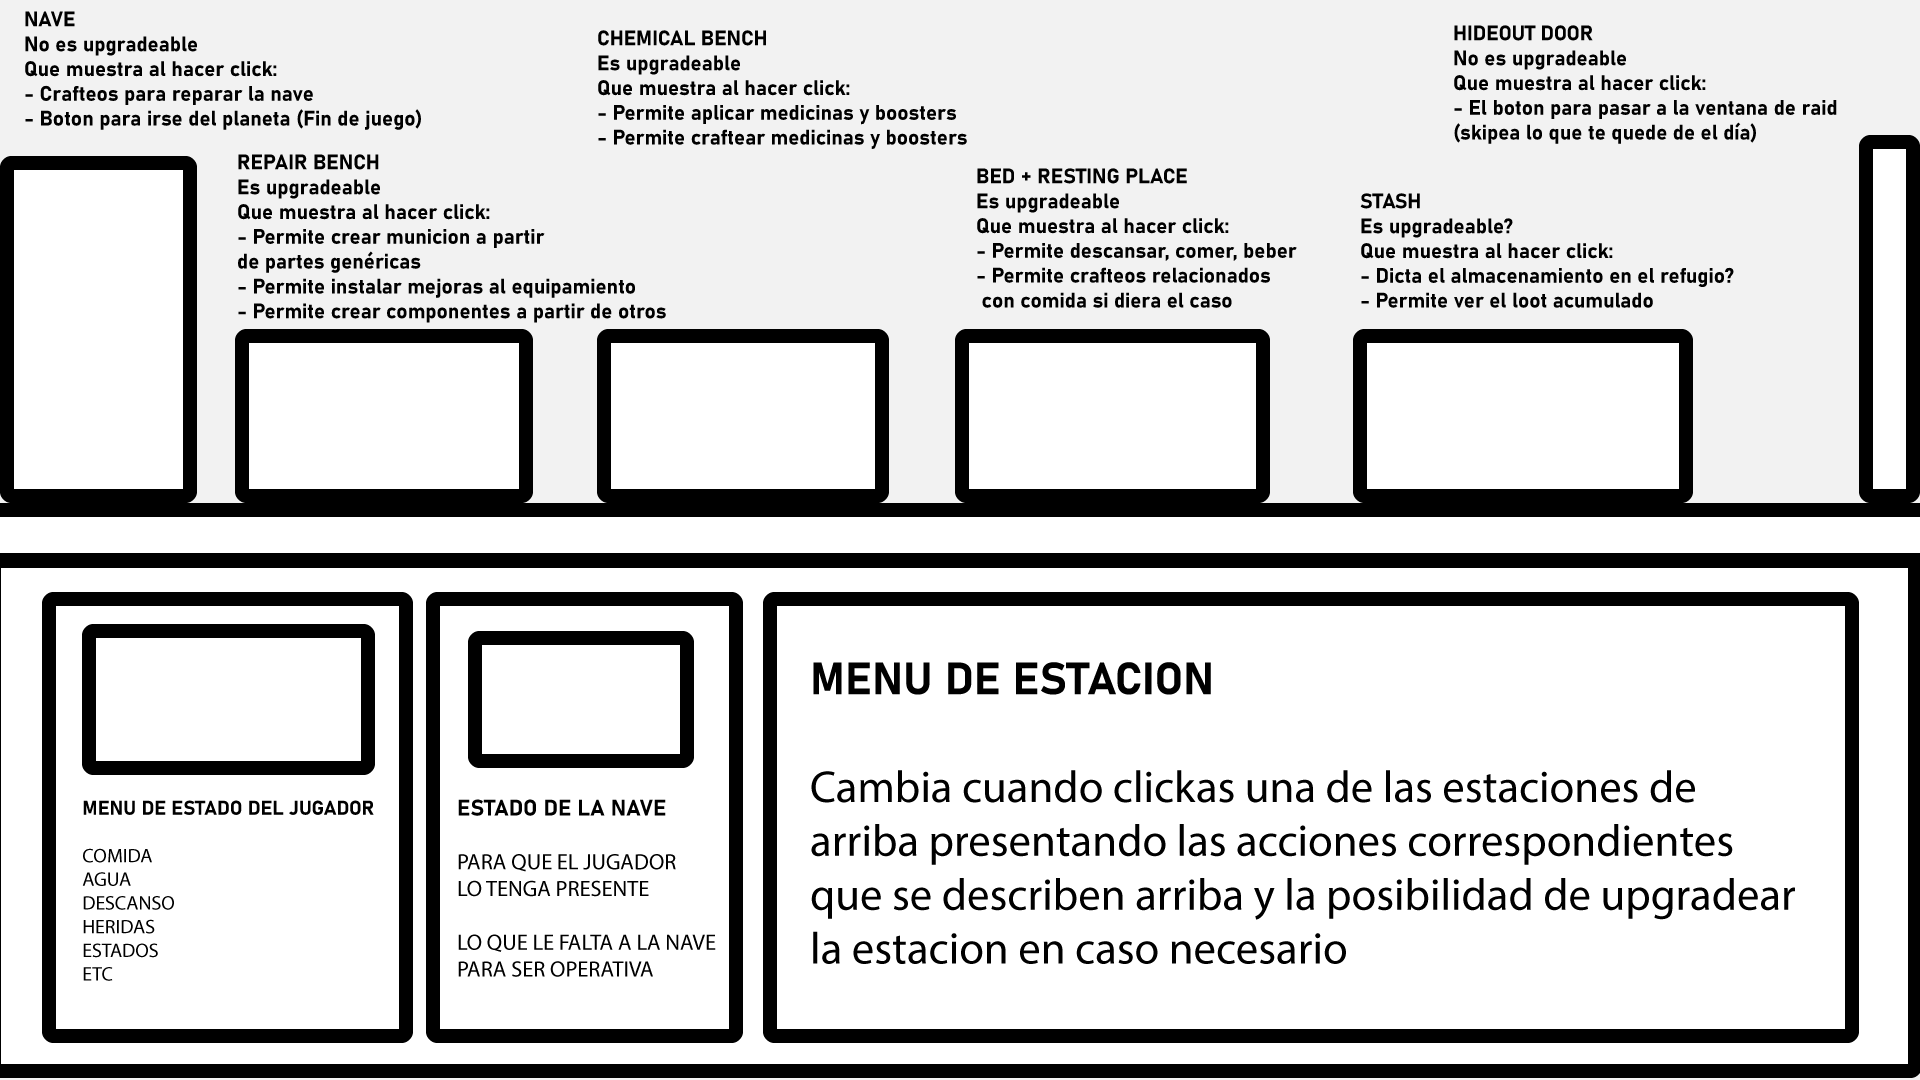 NAVE
No es upgradeable
Que muestra al hacer click:
- Crafteos para reparar la nave
- Boton para irse del planeta (Fin de juego)
REPAIR BENCH
Es upgradeable
Que muestra al hacer click:
- Permite crear municion a partir
de partes genéricas
- Permite instalar mejoras al equipamiento
- Permite crear componentes a partir de otros
CHEMICAL BENCH
Es upgradeable
Que muestra al hacer click:
- Permite aplicar medicinas y boosters
- Permite craftear medicinas y boosters
BED + RESTING PLACE
Es upgradeable
Que muestra al hacer click:
- Permite descansar, comer, beber
- Permite crafteos relacionados
con comida si diera el caso
STASH
Es upgradeable?
Que muestra al hacer click:
- Dicta el almacenamiento en el refugio?
- Permite ver el loot acumulado
HIDEOUT DOOR
No es upgradeable
Que muestra al hacer click:
- El boton para pasar a la ventana de raid
(skipea lo que te quede de el día)
MENU DE ESTADO DEL JUGADOR
COMIDA
AGUA
DESCANSO
HERIDAS
ESTADOS
ETC
ESTADO DE LA NAVE
PARA QUE EL JUGADOR
LO TENGA PRESENTE
LO QUE LE FALTA A LA NAVE
PARA SER OPERATIVA
MENU DE ESTACION
Cambia cuando clickas una de las estaciones de
arriba presentando las acciones correspondientes
que se describen arriba y la posibilidad de upgradear
la estacion en caso necesario